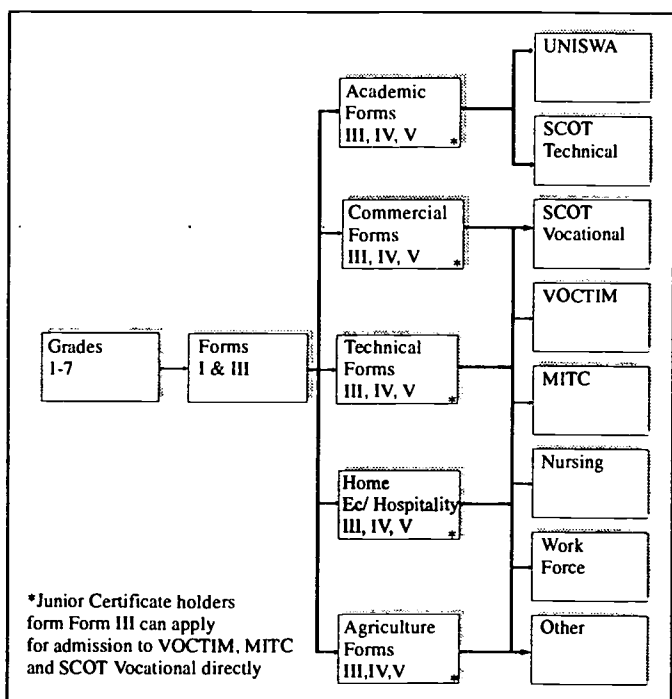 Grades
1-7
Forms
I & III
Academic
Forms
III, IV, V
*
Commercial
Forms
III, IV, V
*
Technical
Forms
III, IV, V
*
Home
Ec/ Hospitality
III, IV, V
*
Agriculture
Forms
III,IV,V
*
UNISWA
SCOT
Technical
SCOT
Vocational
VOCTIM
MITC
Nursing
Work
Force
Other
*Junior Certificate holders
form Form III can apply
for admission to VOCTIM, MITC
and SCOT Vocational directly